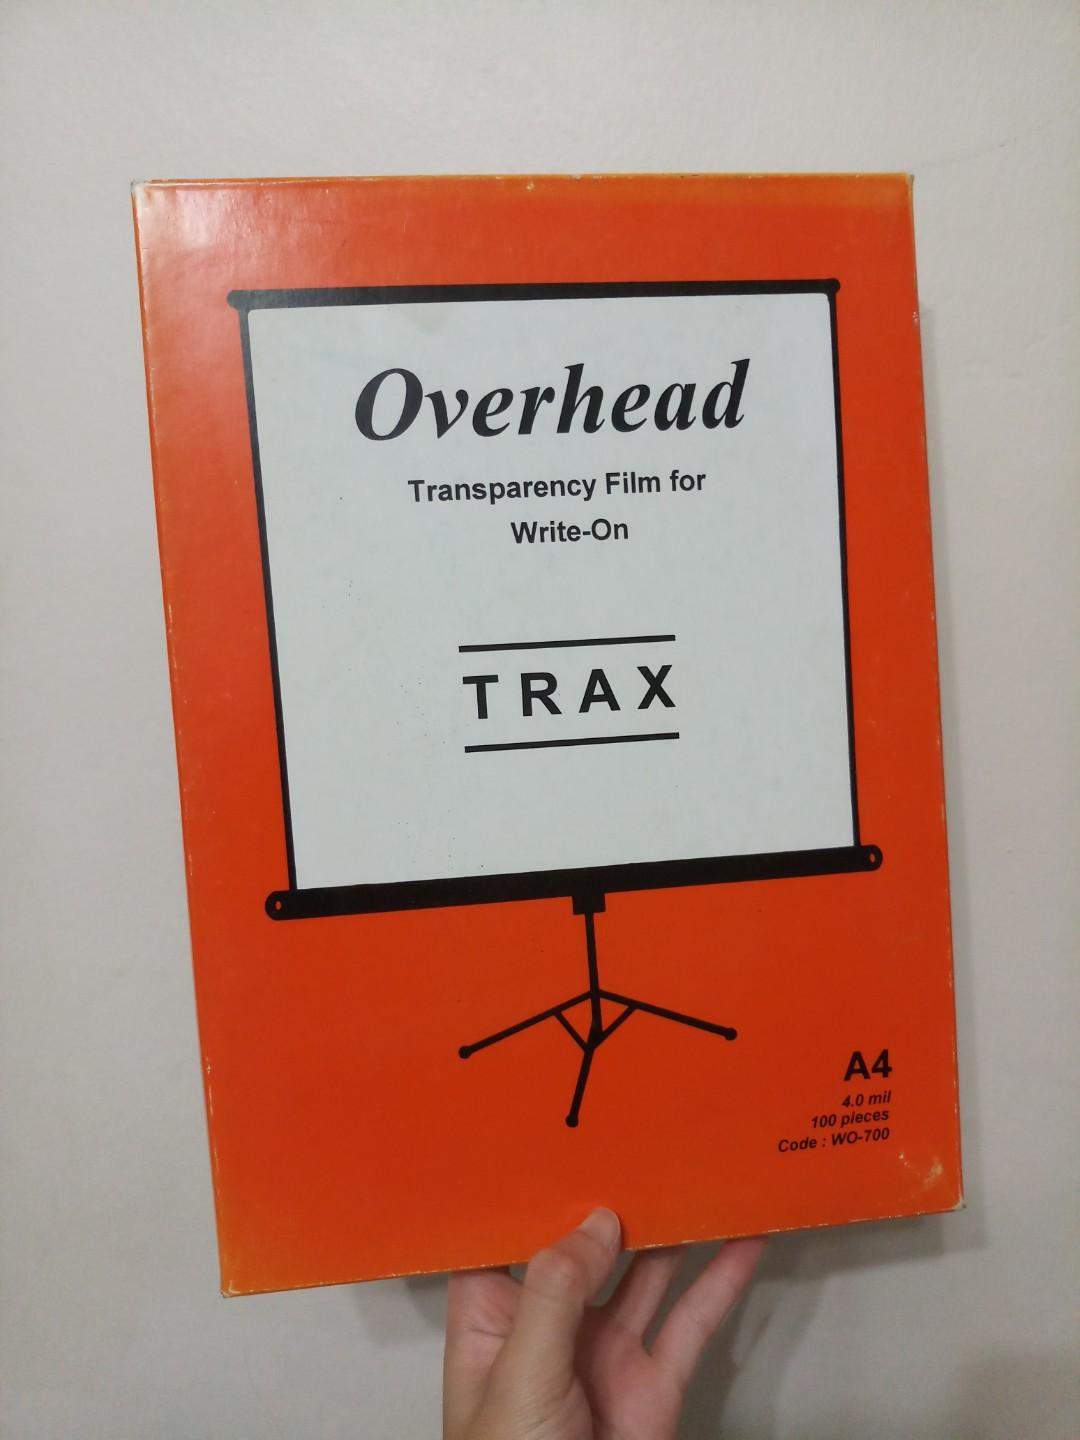 Overhead
Transparency Film for
Write-On
TRAX
A4
4.0 mil
100 pieces
Code : WO-700